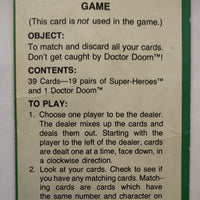 GAME
(This card is not used in the game.)
OBJECT:
To match and discard all your cards.
Don't get caught by Doctor Doom™!
CONTENTS:
39 Cards—19 pairs of Super-Heroes™
and 1 Doctor Doom™
TO PLAY:
1. Choose one player to be the dealer.
The dealer mixes up the cards and
deals them out. Starting with the
player to the left of the dealer, cards
are dealt one at a time, face down, in
a clockwise direction.
2. Look at your cards. Check to see if
you have any matching cards. Match-
ing cards are cards which have
the same number and character on